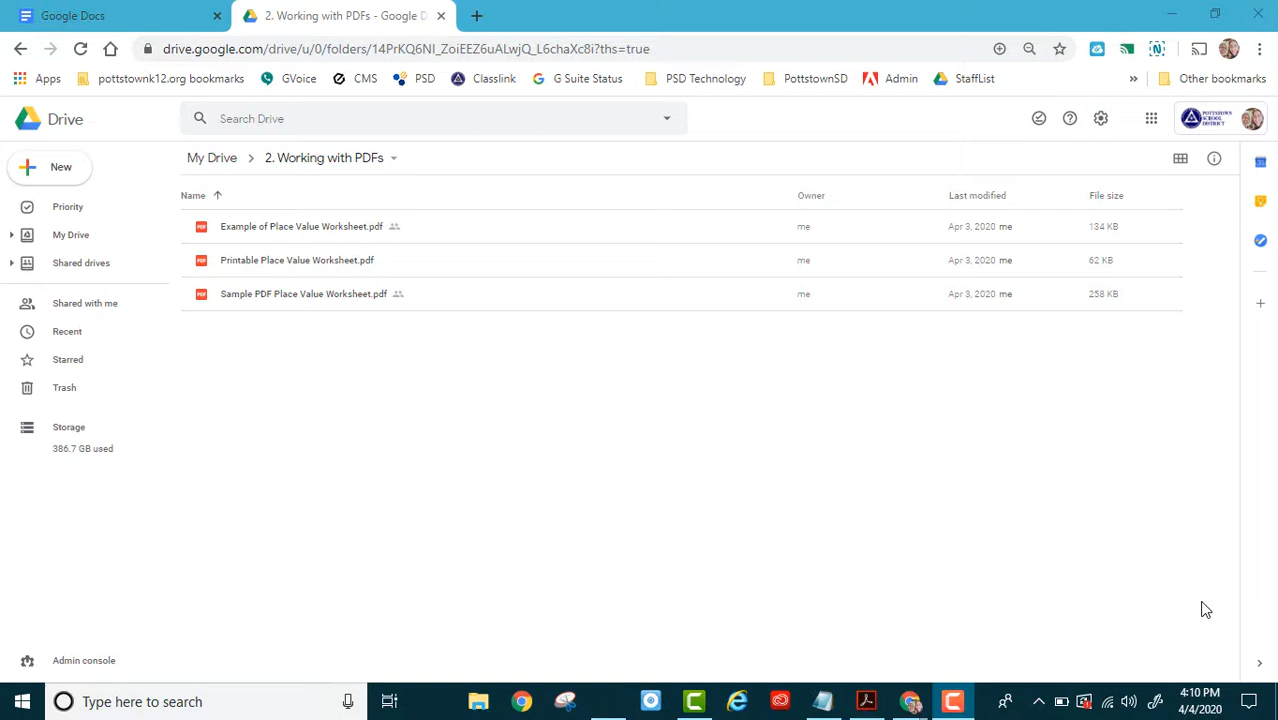 Google Docs
2. Working with PDFs - Google D
drive.google.com/drive/u/0/folders/14PrKQ6NI_ZoiEEZ6uALwjQ_L6chaXc8i?ths=true
Apps pottstownk12.org bookmarks GVoice CMS PSD Classlink G Suite Status PSD Technology PottstownSD Admin StaffList » Other bookmarks
Drive
Search Drive
POTTSTOWN SCHOOL DISTRICT
New
My Drive > 2. Working with PDFs
Name Owner Last modified File size
Example of Place Value Worksheet.pdf me Apr 3, 2020 me 134 KB
Printable Place Value Worksheet.pdf me Apr 3, 2020 me 62 KB
Sample PDF Place Value Worksheet.pdf me Apr 3, 2020 me 258 KB
Priority
My Drive
Shared drives
Shared with me
Recent
Starred
Trash
Storage
386.7 GB used
Admin console
Type here to search
4:10 PM
4/4/2020